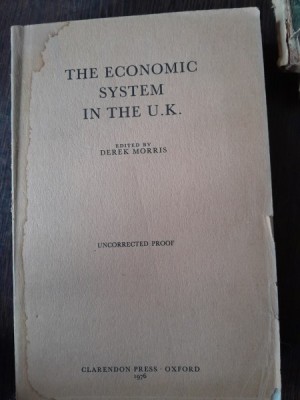 THE ECONOMIC
SYSTEM
IN THE U.K.
EDITED BY
DEREK MORRIS
UNCORRECTED PROOF
CLARENDON PRESS · OXFORD
1976